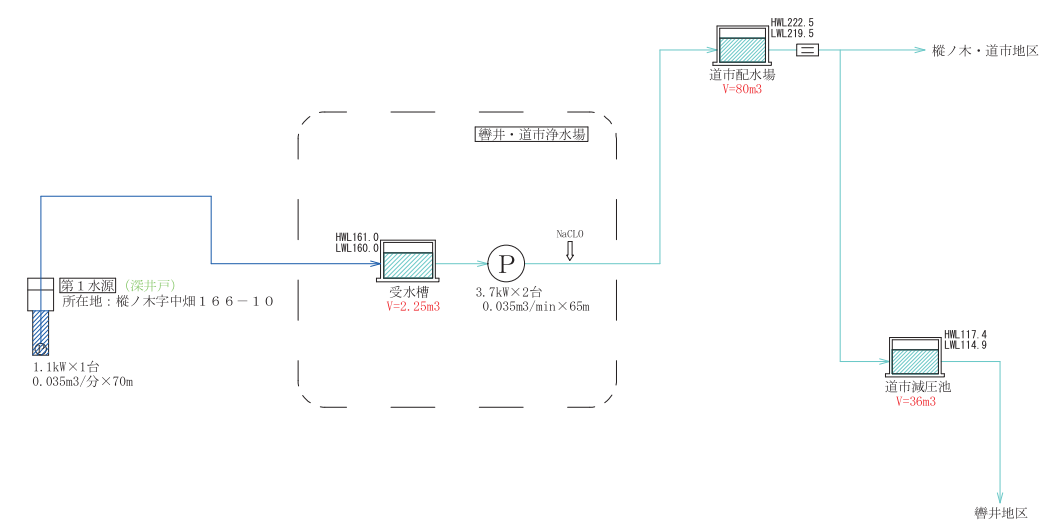 HWL222.5
LWL219.5
樅ノ木・道市地区
道市配水場
V=80m3
轡井・道市浄水場
NaCLO
HWL161.0
LWL160.0
P
第1水源 (深井戸)
所在地：樅ノ木字中畑166－10
受水槽
V=2.25m3
3.7kW×2台
0.035m3/min×65m
1.1kW×1台
0.035m3/分×70m
HWL117.4
LWL114.9
道市減圧池
V=36m3
轡井地区